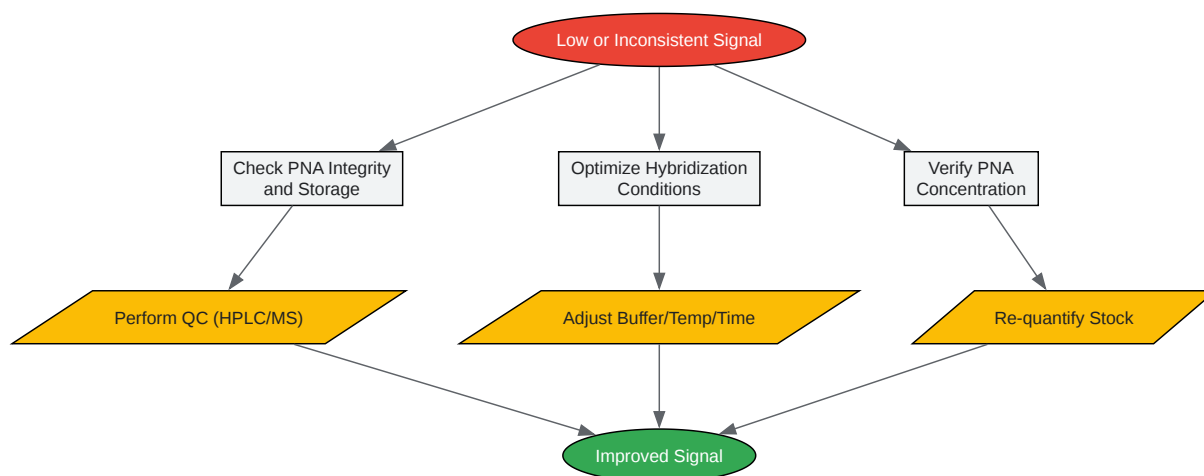 Low or Inconsistent Signal
Check PNA Integrity
and Storage
Optimize Hybridization
Conditions
Verify PNA
Concentration
Perform QC (HPLC/MS)
Adjust Buffer/Temp/Time
Re-quantify Stock
Improved Signal